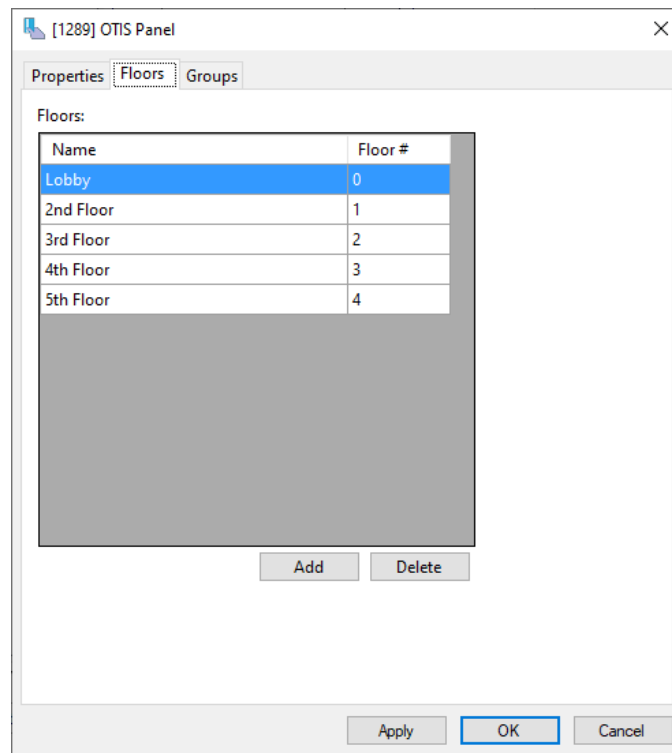 [1289] OTIS Panel
Properties Floors Groups
Floors:
Name Floor #
Lobby 0
2nd Floor 1
3rd Floor 2
4th Floor 3
5th Floor 4
Add Delete
Apply OK Cancel